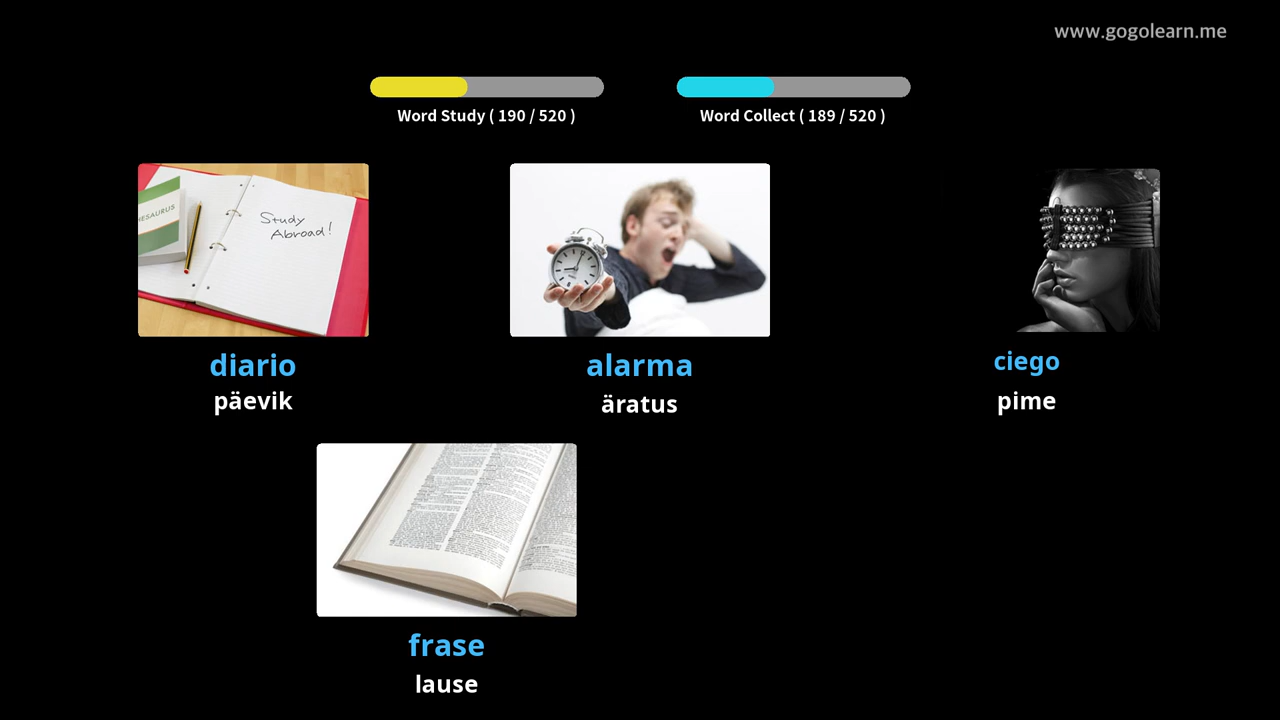 www.gogolearn.me
Word Study ( 190 / 520 )
Word Collect ( 189 / 520 )
HESAURUS
Study
Abroad!
diario
päevik
alarma
äratus
ciego
pime
frase
lause